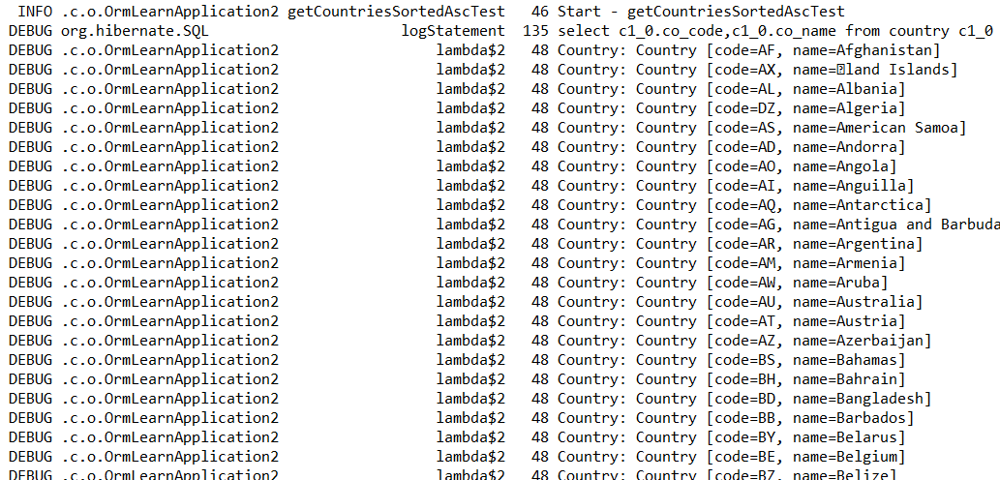 INFO .c.o.OrmLearnApplication2 getCountriesSortedAscTest 46 Start - getCountriesSortedAscTest
DEBUG org.hibernate.SQL logStatement 135 select c1_0.co_code,c1_0.co_name from country c1_0
DEBUG .c.o.OrmLearnApplication2 lambda$2 48 Country: Country [code=AF, name=Afghanistan]
DEBUG .c.o.OrmLearnApplication2 lambda$2 48 Country: Country [code=AX, name=�land Islands]
DEBUG .c.o.OrmLearnApplication2 lambda$2 48 Country: Country [code=AL, name=Albania]
DEBUG .c.o.OrmLearnApplication2 lambda$2 48 Country: Country [code=DZ, name=Algeria]
DEBUG .c.o.OrmLearnApplication2 lambda$2 48 Country: Country [code=AS, name=American Samoa]
DEBUG .c.o.OrmLearnApplication2 lambda$2 48 Country: Country [code=AD, name=Andorra]
DEBUG .c.o.OrmLearnApplication2 lambda$2 48 Country: Country [code=AO, name=Angola]
DEBUG .c.o.OrmLearnApplication2 lambda$2 48 Country: Country [code=AI, name=Anguilla]
DEBUG .c.o.OrmLearnApplication2 lambda$2 48 Country: Country [code=AQ, name=Antarctica]
DEBUG .c.o.OrmLearnApplication2 lambda$2 48 Country: Country [code=AG, name=Antigua and Barbuda
DEBUG .c.o.OrmLearnApplication2 lambda$2 48 Country: Country [code=AR, name=Argentina]
DEBUG .c.o.OrmLearnApplication2 lambda$2 48 Country: Country [code=AM, name=Armenia]
DEBUG .c.o.OrmLearnApplication2 lambda$2 48 Country: Country [code=AW, name=Aruba]
DEBUG .c.o.OrmLearnApplication2 lambda$2 48 Country: Country [code=AU, name=Australia]
DEBUG .c.o.OrmLearnApplication2 lambda$2 48 Country: Country [code=AT, name=Austria]
DEBUG .c.o.OrmLearnApplication2 lambda$2 48 Country: Country [code=AZ, name=Azerbaijan]
DEBUG .c.o.OrmLearnApplication2 lambda$2 48 Country: Country [code=BS, name=Bahamas]
DEBUG .c.o.OrmLearnApplication2 lambda$2 48 Country: Country [code=BH, name=Bahrain]
DEBUG .c.o.OrmLearnApplication2 lambda$2 48 Country: Country [code=BD, name=Bangladesh]
DEBUG .c.o.OrmLearnApplication2 lambda$2 48 Country: Country [code=BB, name=Barbados]
DEBUG .c.o.OrmLearnApplication2 lambda$2 48 Country: Country [code=BY, name=Belarus]
DEBUG .c.o.OrmLearnApplication2 lambda$2 48 Country: Country [code=BE, name=Belgium]
DEBUG .c.o.OrmLearnApplication2 lambda$2 48 Country: Country [code=BZ, name=Belize]